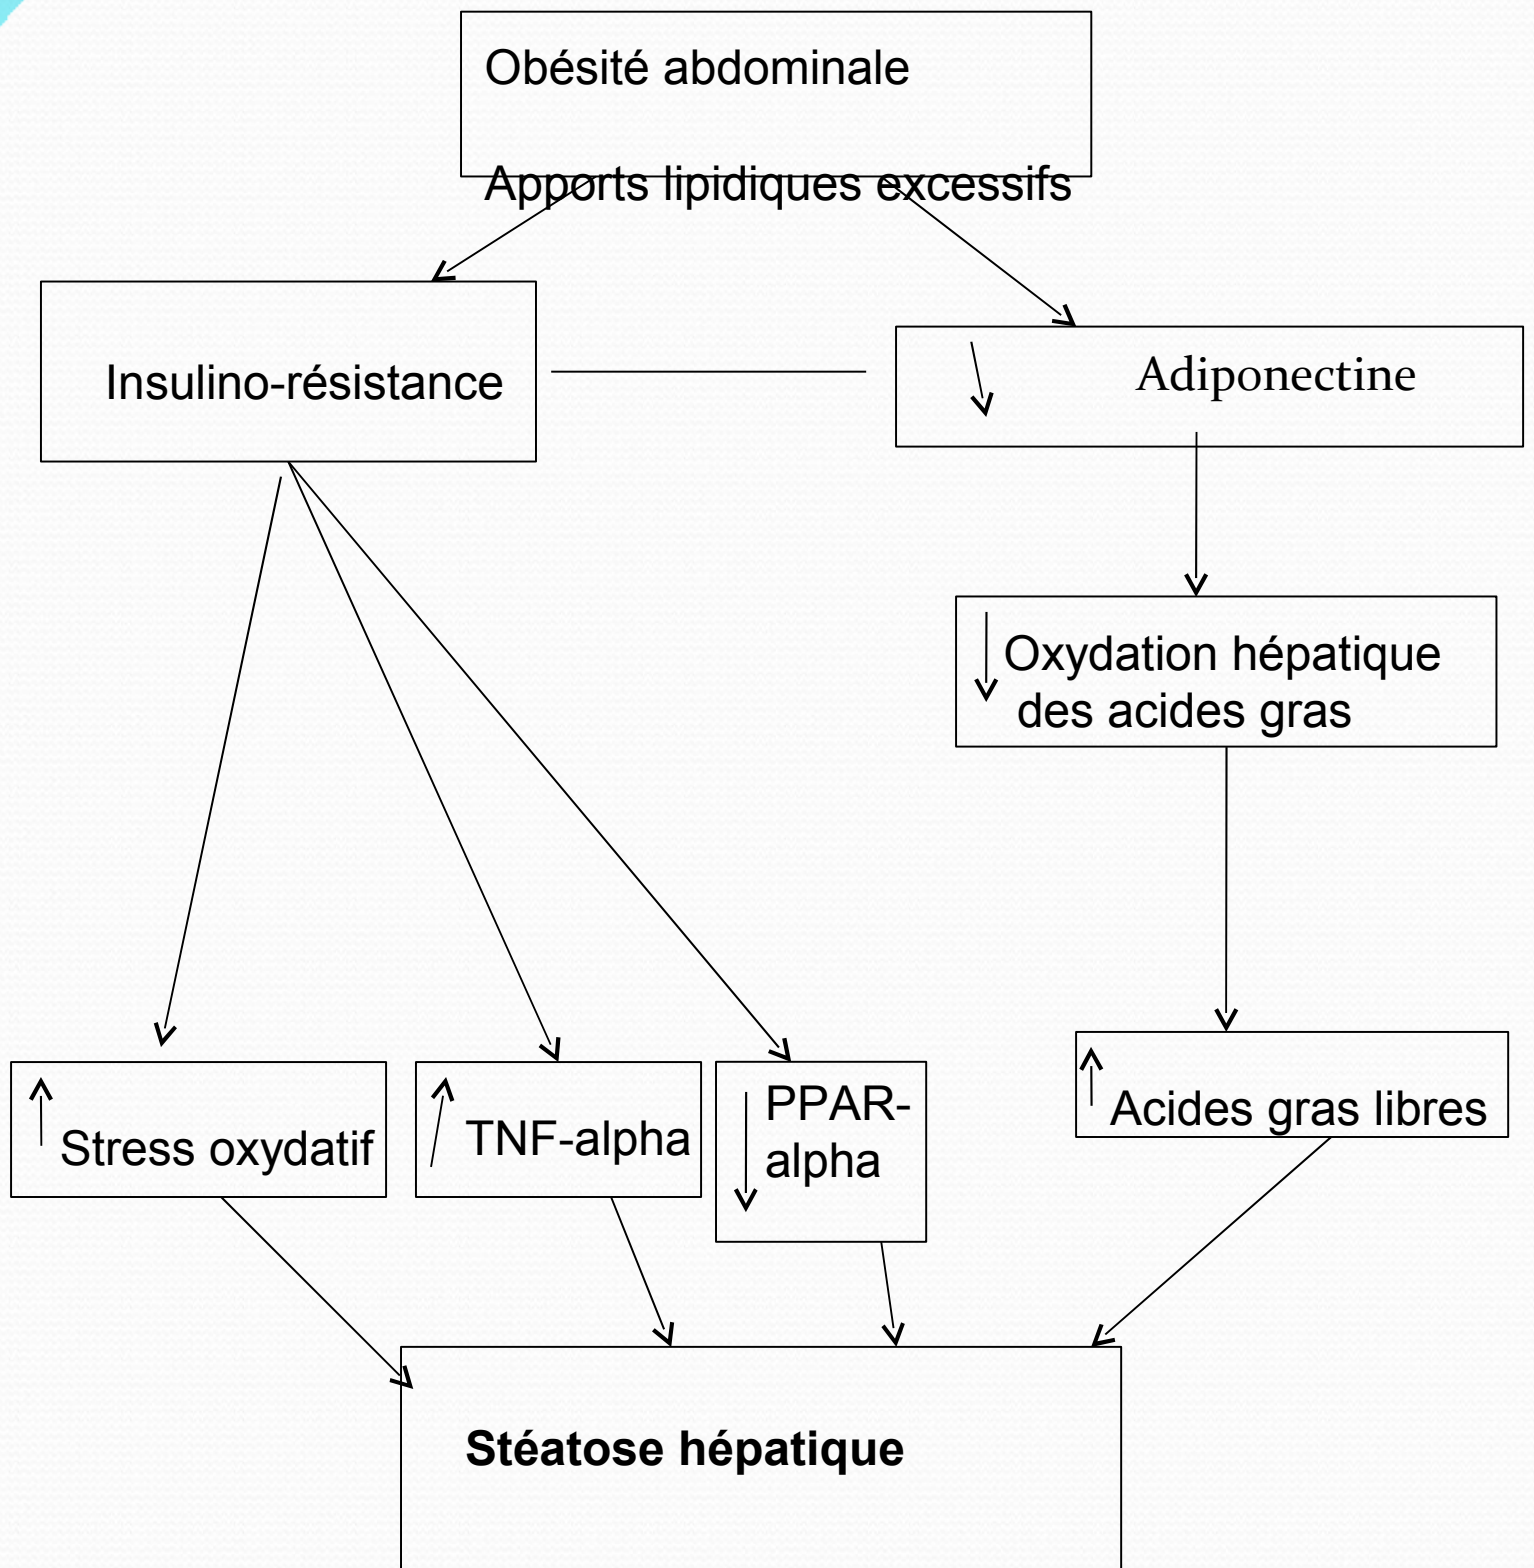 Obésité abdominale
Apports lipidiques excessifs
Insulino-résistance
Adiponectine
Oxydation hépatique
des acides gras
Stress oxydatif
TNF-alpha
PPAR-
alpha
Acides gras libres
Stéatose hépatique